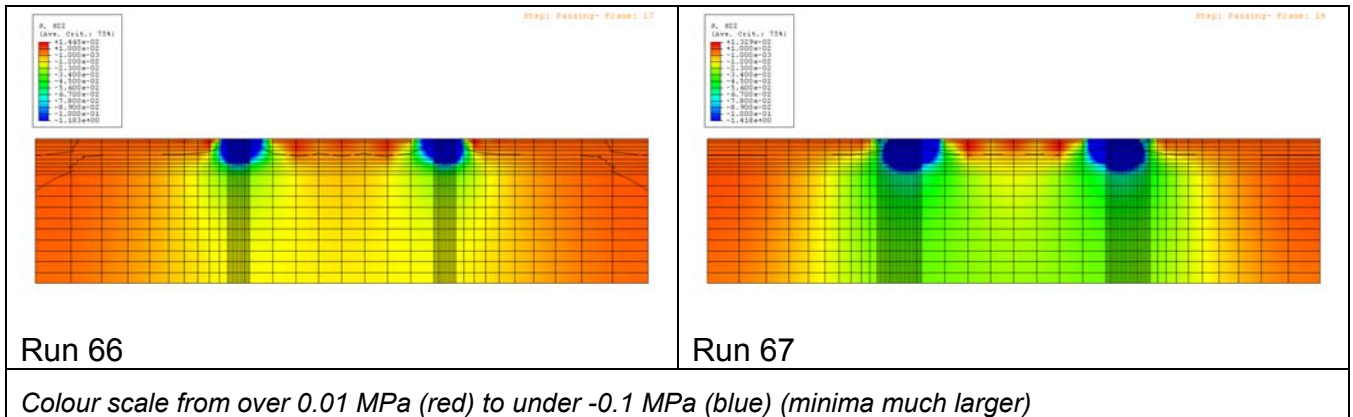 Step: Passing- Frame: 17
S, S22
(Ave. Crit.: 75%)
+1.445e-02
+1.000e-02
-1.000e-03
-1.200e-02
-2.300e-02
-3.400e-02
-4.500e-02
-5.600e-02
-6.700e-02
-7.800e-02
-8.900e-02
-1.000e-01
-1.183e+00
Run 66
Step: Passing- Frame: 18
S, S22
(Ave. Crit.: 75%)
+1.329e-02
+1.000e-02
-1.000e-03
-1.200e-02
-2.300e-02
-3.400e-02
-4.500e-02
-5.600e-02
-6.700e-02
-7.800e-02
-8.900e-02
-1.000e-01
-1.418e+00
Run 67
Colour scale from over 0.01 MPa (red) to under -0.1 MPa (blue) (minima much larger)